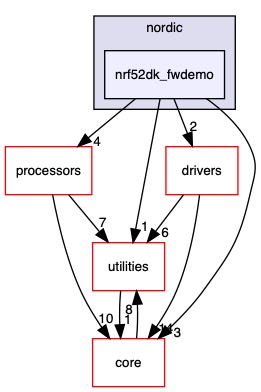 nordic
nrf52dk_fwdemo
4
2
processors
drivers
7
1
6
utilities
8
10
1
3
core